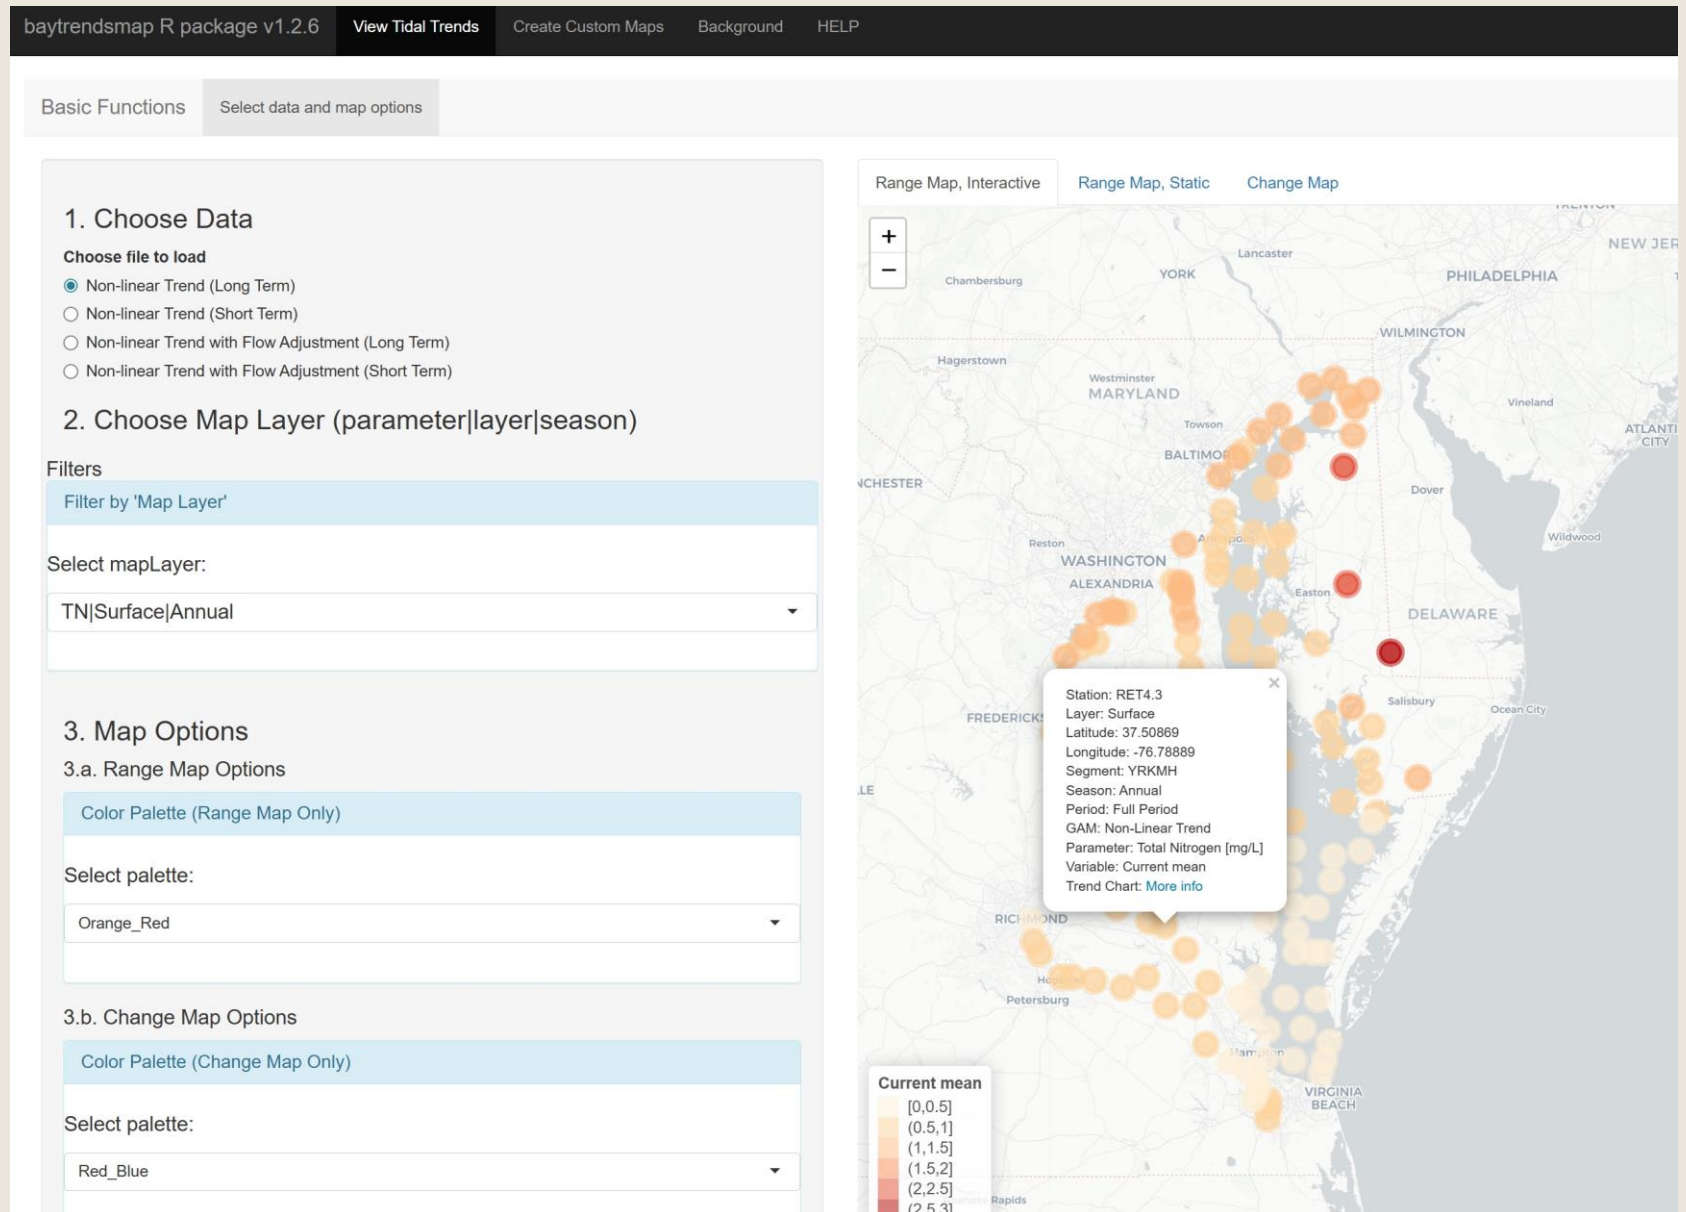 baytrendsmap R package v1.2.6 View Tidal Trends Create Custom Maps Background HELP
Basic Functions Select data and map options
1. Choose Data
Choose file to load
Non-linear Trend (Long Term)
Non-linear Trend (Short Term)
Non-linear Trend with Flow Adjustment (Long Term)
Non-linear Trend with Flow Adjustment (Short Term)
2. Choose Map Layer (parameter|layer|season)
Filters
Filter by 'Map Layer'
Select mapLayer:
TN|Surface|Annual
3. Map Options
3.a. Range Map Options
Color Palette (Range Map Only)
Select palette:
Orange_Red
3.b. Change Map Options
Color Palette (Change Map Only)
Select palette:
Red_Blue
Range Map, Interactive Range Map, Static Change Map
+
−
NEW JER
Lancaster
YORK
PHILADELPHIA
Chambersburg
WILMINGTON
Hagerstown
Westminster
MARYLAND
Vineland
Towson
ATLANTI
CITY
BALTIMOR
NCHESTER
Dover
Wildwood
Reston
WASHINGTON
ALEXANDRIA
Easton
DELAWARE
Salisbury
Ocean City
FREDERICKS
×
Station: RET4.3
Layer: Surface
Latitude: 37.50869
Longitude: -76.78889
Segment: YRKMH
Season: Annual
Period: Full Period
GAM: Non-Linear Trend
Parameter: Total Nitrogen [mg/L]
Variable: Current mean
Trend Chart: More info
LE
RICHMOND
Petersburg
Hampton
VIRGINIA
BEACH
Current mean
[0,0.5]
(0.5,1]
(1,1.5]
(1.5,2]
(2,2.5]
(2.5,3]
Rapids